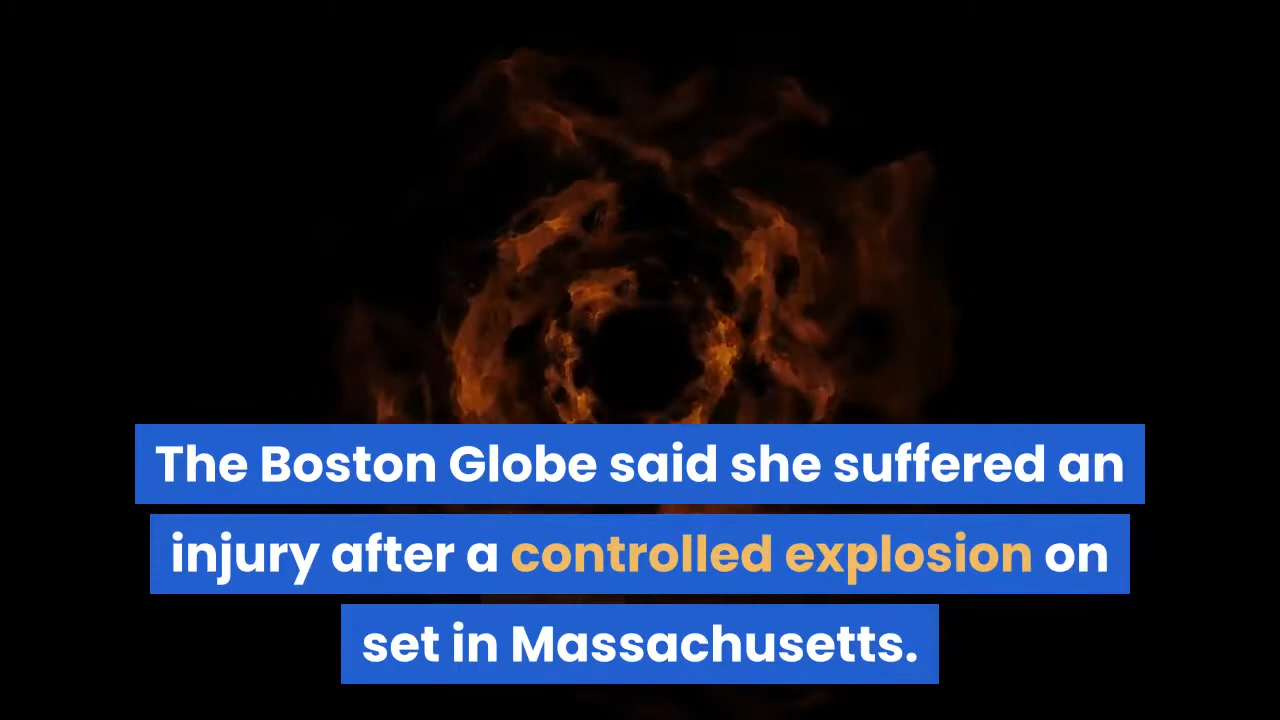 The Boston Globe said she suffered an
injury after a controlled explosion on
set in Massachusetts.